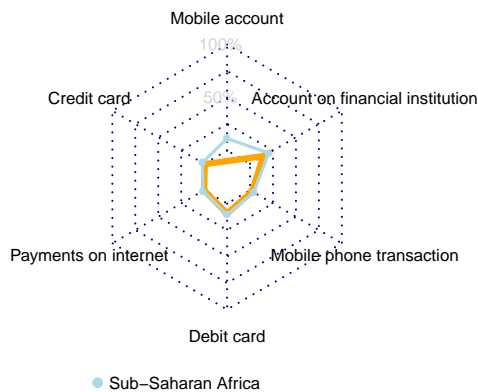 Mobile account
100%
Credit card
50%
Account on financial institution
Payments on internet
Mobile phone transaction
Debit card
Sub−Saharan Africa